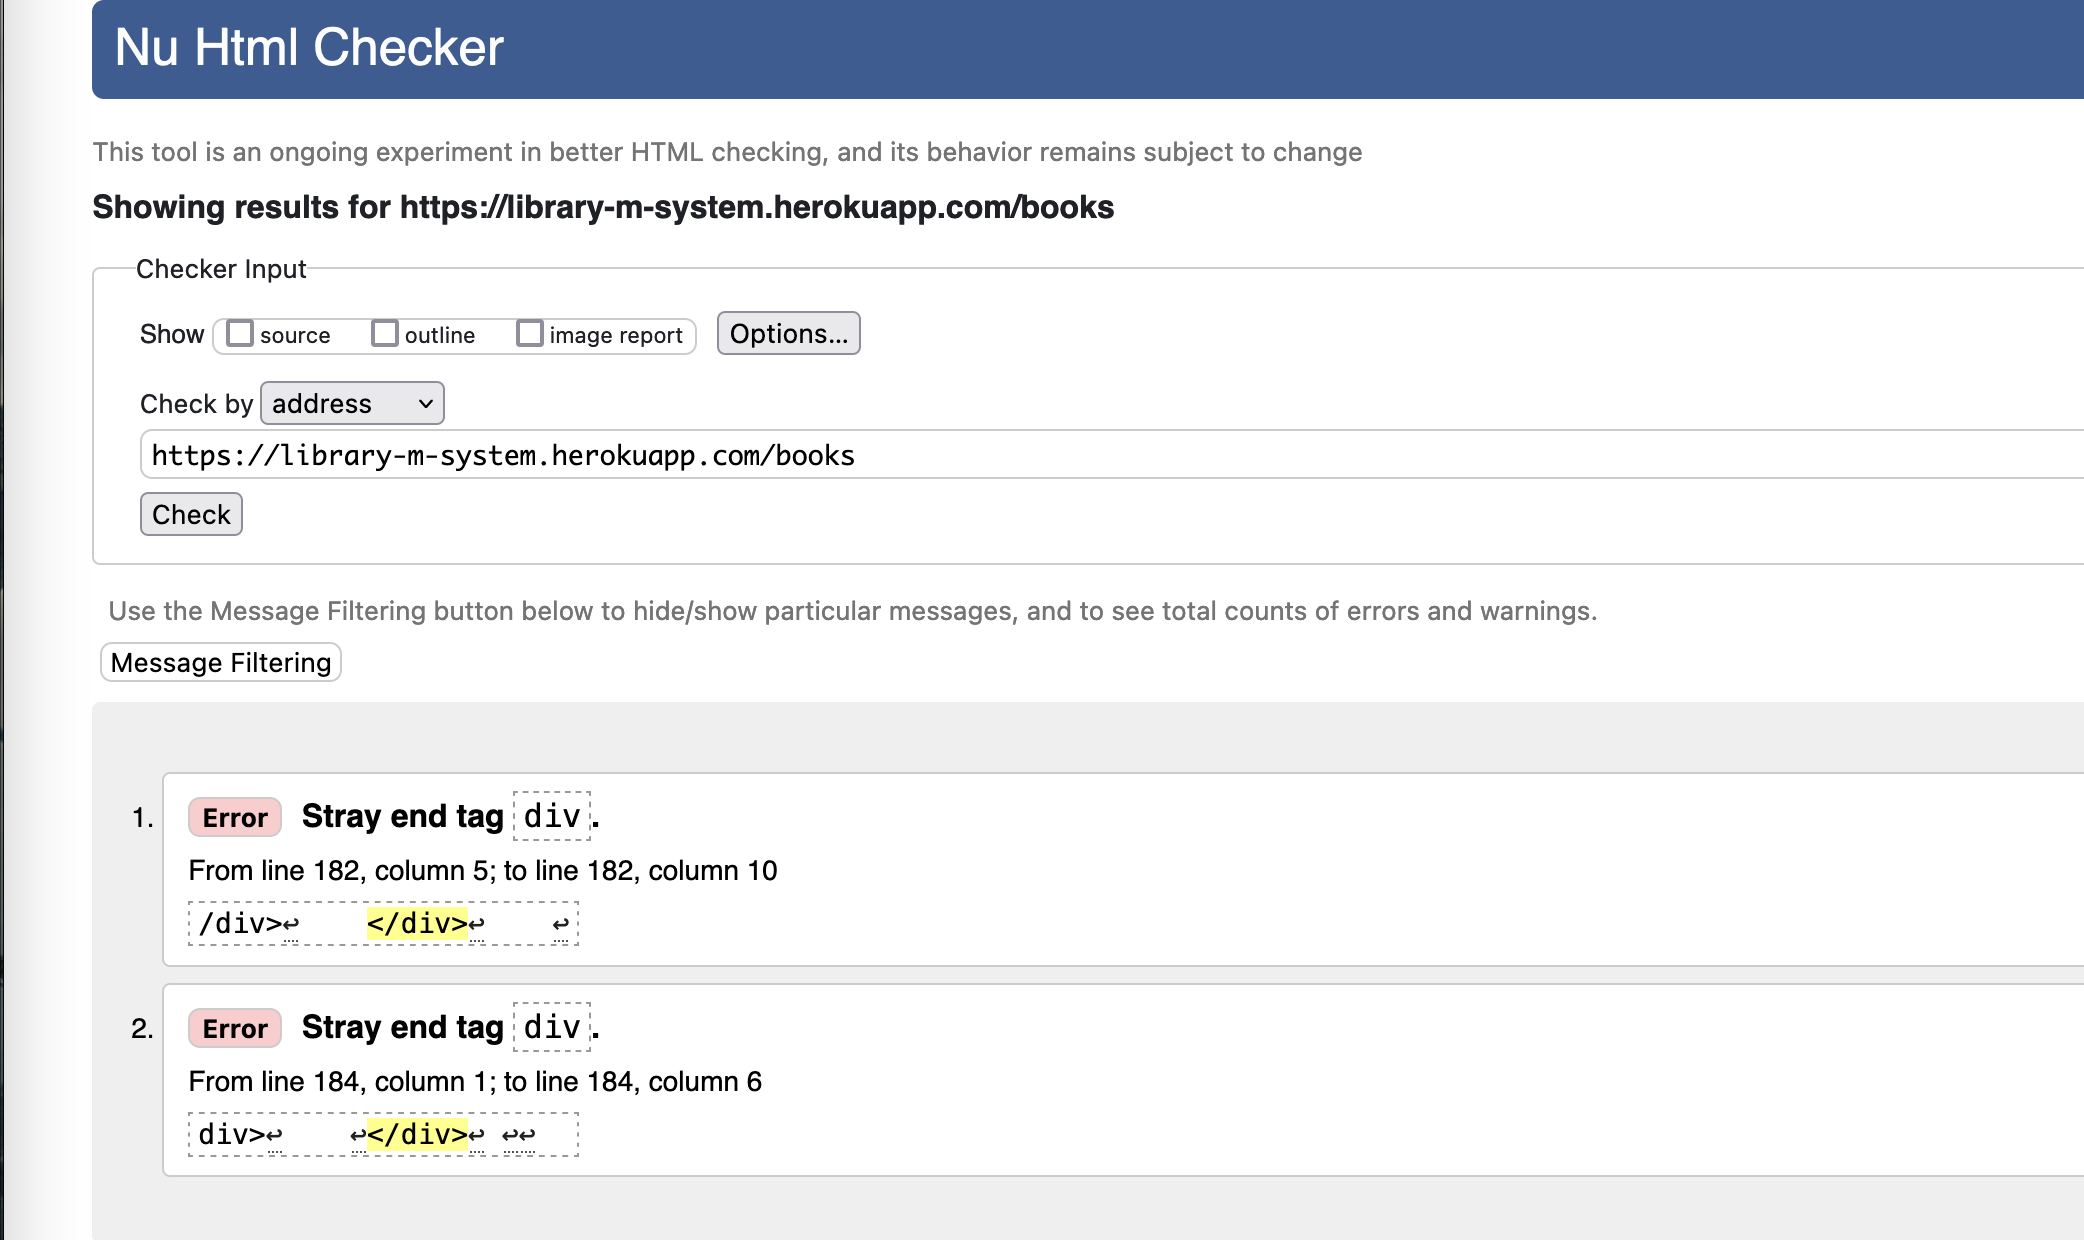 Nu Html Checker
This tool is an ongoing experiment in better HTML checking, and its behavior remains subject to change
Showing results for https://library-m-system.herokuapp.com/books
Checker Input
Show source outline image report Options...
Check by address
https://library-m-system.herokuapp.com/books
Check
Use the Message Filtering button below to hide/show particular messages, and to see total counts of errors and warnings.
Message Filtering
1. Error Stray end tag div.
From line 182, column 5; to line 182, column 10
/div>↩    </div>↩    ↩
2. Error Stray end tag div.
From line 184, column 1; to line 184, column 6
div>↩    ↩</div>↩ ↩↩